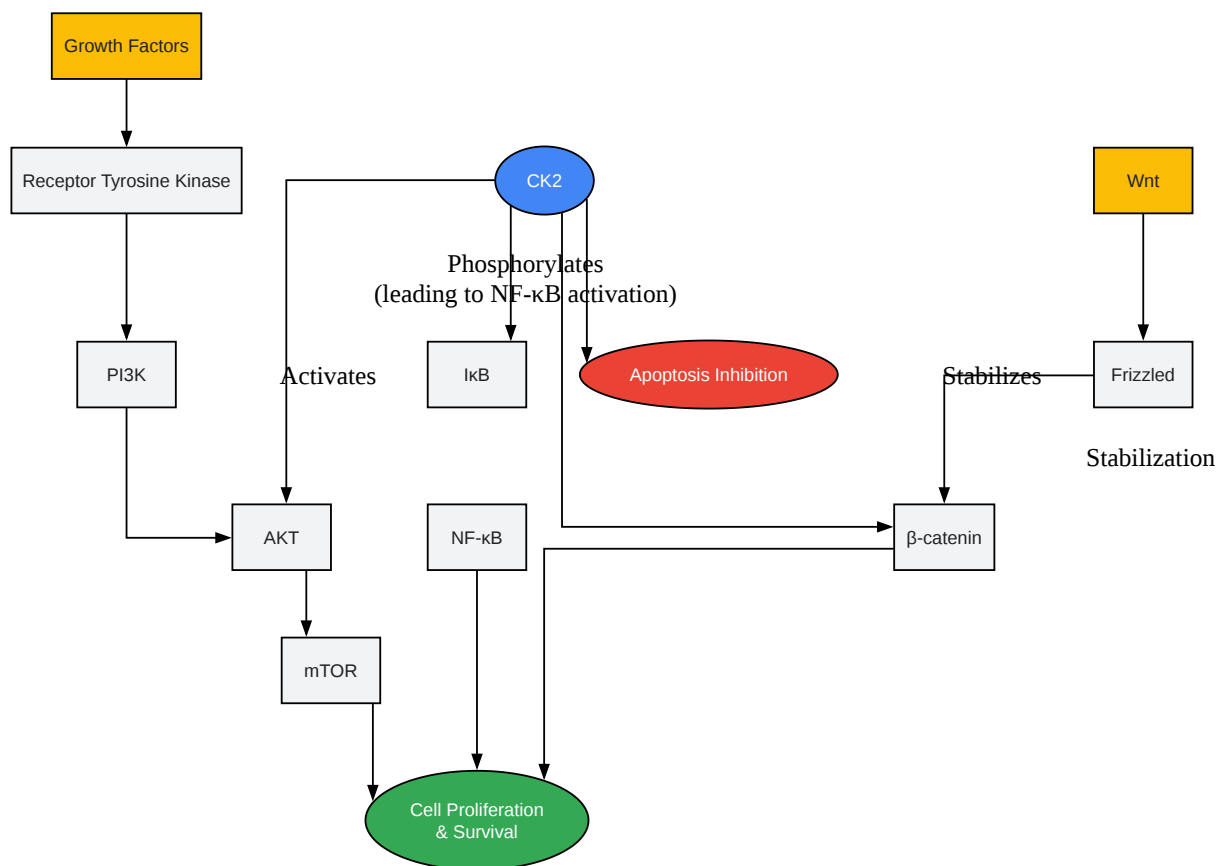 Growth Factors
Receptor Tyrosine Kinase
CK2
Wnt
Phosphorylates
(leading to NF-κB activation)
PI3K
Activates
IκB
Apoptosis Inhibition
Stabilizes
Frizzled
Stabilization
AKT
NF-κB
β-catenin
mTOR
Cell Proliferation
& Survival